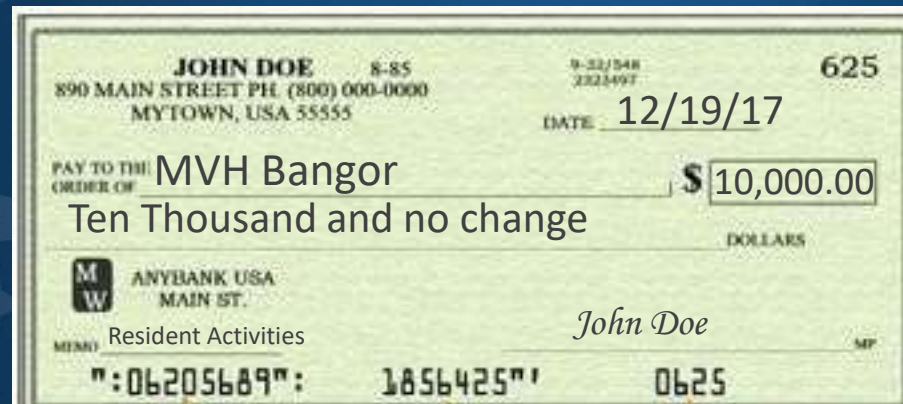 JOHN DOE 8-85 9-32/548 625
890 MAIN STREET PH. (800) 000-0000 2323497
MYTOWN, USA 55555
DATE 12/19/17
PAY TO THE
ORDER OF MVH Bangor $ 10,000.00
Ten Thousand and no change
DOLLARS
M W ANYBANK USA
MAIN ST.
MEMO Resident Activities John Doe MP
":06205689": 1856425"' 0625